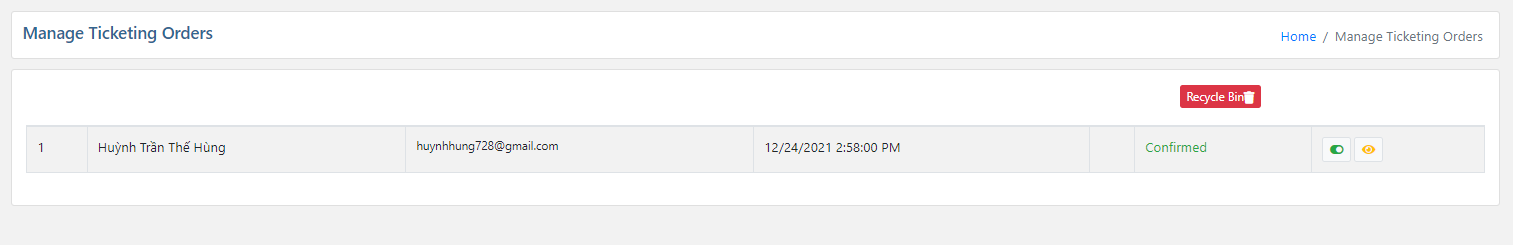 Manage Ticketing Orders
Home / Manage Ticketing Orders
Recycle Bin
1 Huỳnh Trần Thế Hùng huynhhung728@gmail.com 12/24/2021 2:58:00 PM Confirmed